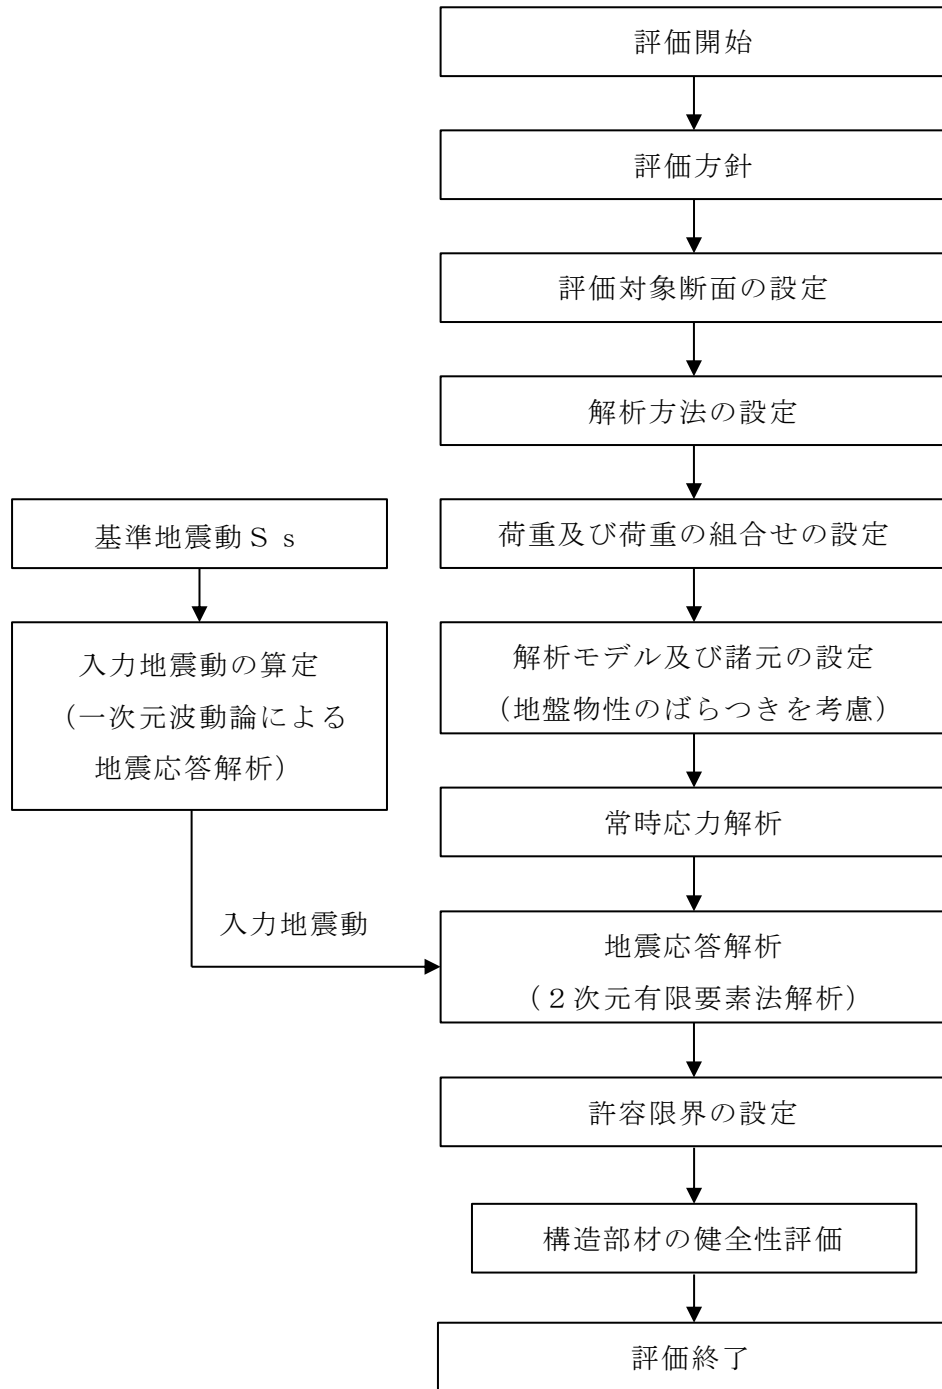 評価開始
評価方針
評価対象断面の設定
解析方法の設定
荷重及び荷重の組合せの設定
基準地震動Ｓｓ
入力地震動の算定
（一次元波動論による
地震応答解析）
解析モデル及び諸元の設定
（地盤物性のばらつきを考慮）
常時応力解析
入力地震動
地震応答解析
（２次元有限要素法解析）
許容限界の設定
構造部材の健全性評価
評価終了